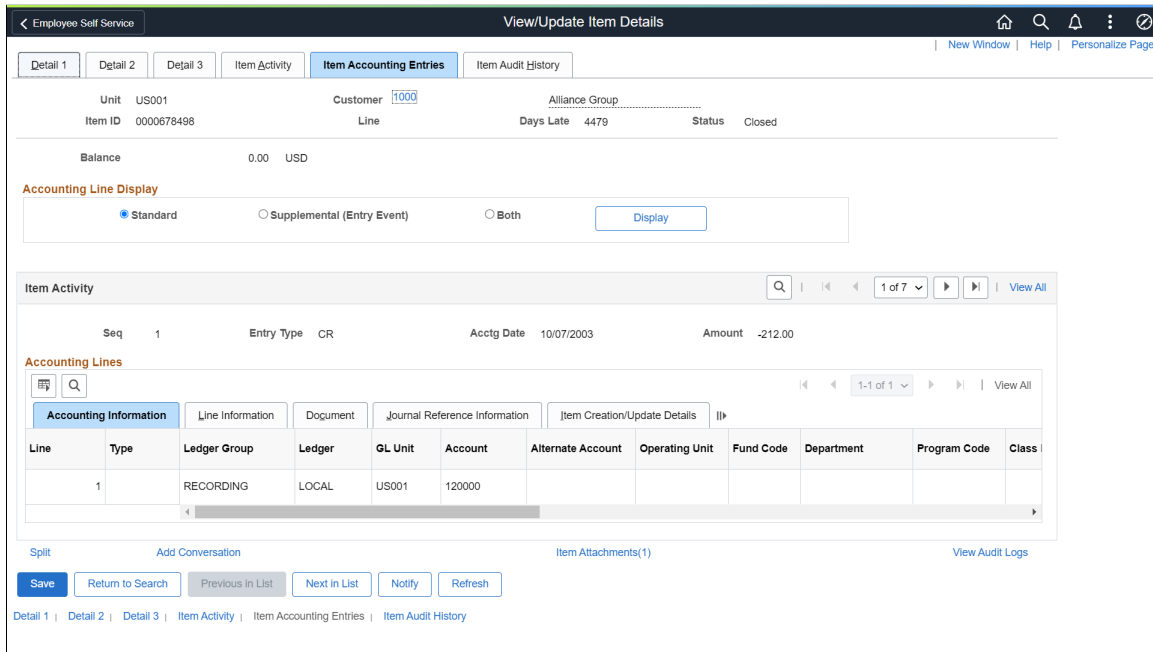 Employee Self Service
View/Update Item Details
New Window | Help | Personalize Page
Detail 1 Detail 2 Detail 3 Item Activity Item Accounting Entries Item Audit History
Unit US001 Customer 1000 Alliance Group
Item ID 0000678498 Line Days Late 4479 Status Closed
Balance 0.00 USD
Accounting Line Display
Standard Supplemental (Entry Event) Both Display
Item Activity | 1 of 7 | View All
Seq 1 Entry Type CR Acctg Date 10/07/2003 Amount -212.00
Accounting Lines
1-1 of 1 | View All
Accounting Information Line Information Document Journal Reference Information Item Creation/Update Details
Line Type Ledger Group Ledger GL Unit Account Alternate Account Operating Unit Fund Code Department Program Code Class
1 RECORDING LOCAL US001 120000
Split Add Conversation Item Attachments(1) View Audit Logs
Save Return to Search Previous in List Next in List Notify Refresh
Detail 1 | Detail 2 | Detail 3 | Item Activity | Item Accounting Entries | Item Audit History